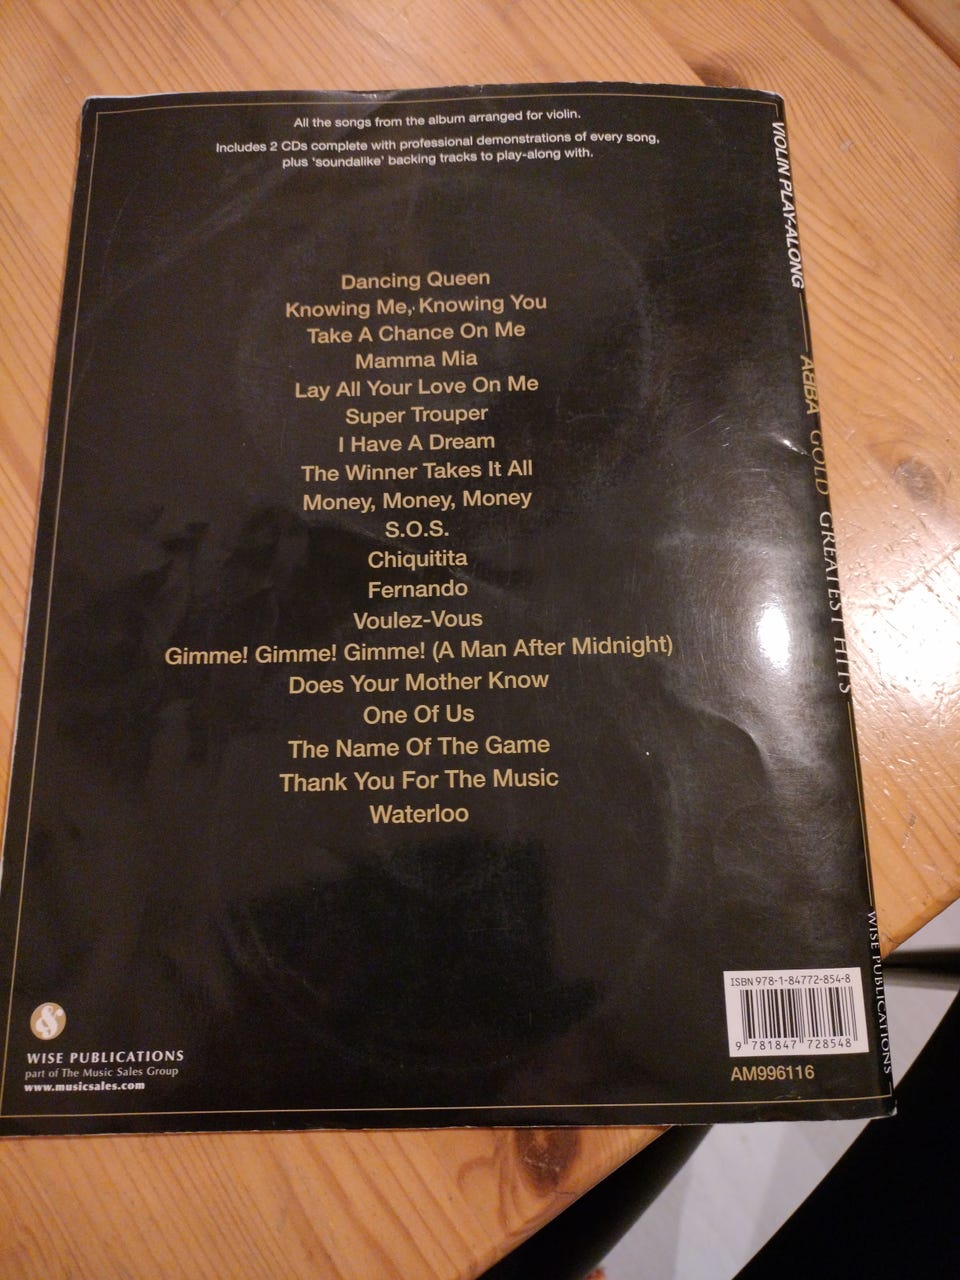 All the songs from the album arranged for violin.
Includes 2 CDs complete with professional demonstrations of every song,
plus 'soundalike' backing tracks to play-along with.
Dancing Queen
Knowing Me, Knowing You
Take A Chance On Me
Mamma Mia
Lay All Your Love On Me
Super Trouper
I Have A Dream
The Winner Takes It All
Money, Money, Money
S.O.S.
Chiquitita
Fernando
Voulez-Vous
Gimme! Gimme! Gimme! (A Man After Midnight)
Does Your Mother Know
One Of Us
The Name Of The Game
Thank You For The Music
Waterloo
WISE PUBLICATIONS
part of The Music Sales Group
www.musicsales.com
ISBN 978-1-84772-854-8
9 781847 728548
AM996116
VIOLIN PLAY-ALONG
ABBA GOLD GREATEST HITS
WISE PUBLICATIONS